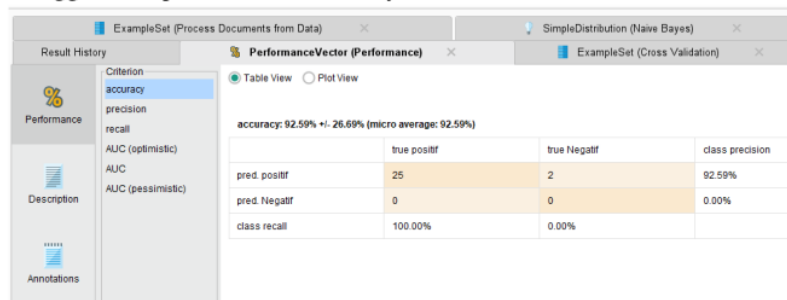 ExampleSet (Process Documents from Data)
SimpleDistribution (Naive Bayes)
Result History
PerformanceVector (Performance)
ExampleSet (Cross Validation)
Performance
Description
Annotations
Criterion
accuracy
precision
recall
AUC (optimistic)
AUC
AUC (pessimistic)
Table View Plot View
accuracy: 92.59% +/- 26.69% (micro average: 92.59%)
true positif true Negatif class precision
pred. positif 25 2 92.59%
pred. Negatif 0 0 0.00%
class recall 100.00% 0.00%